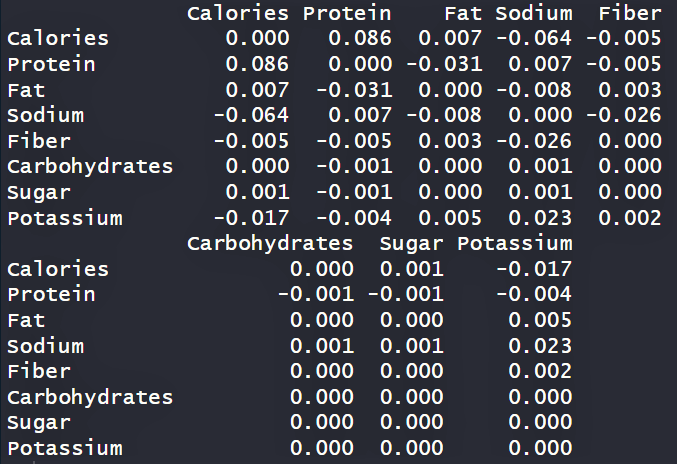 Calories Protein Fat Sodium Fiber
Calories 0.000 0.086 0.007 -0.064 -0.005
Protein 0.086 0.000 -0.031 0.007 -0.005
Fat 0.007 -0.031 0.000 -0.008 0.003
Sodium -0.064 0.007 -0.008 0.000 -0.026
Fiber -0.005 -0.005 0.003 -0.026 0.000
Carbohydrates 0.000 -0.001 0.000 0.001 0.000
Sugar 0.001 -0.001 0.000 0.001 0.000
Potassium -0.017 -0.004 0.005 0.023 0.002
Carbohydrates Sugar Potassium
Calories 0.000 0.001 -0.017
Protein -0.001 -0.001 -0.004
Fat 0.000 0.000 0.005
Sodium 0.001 0.001 0.023
Fiber 0.000 0.000 0.002
Carbohydrates 0.000 0.000 0.000
Sugar 0.000 0.000 0.000
Potassium 0.000 0.000 0.000